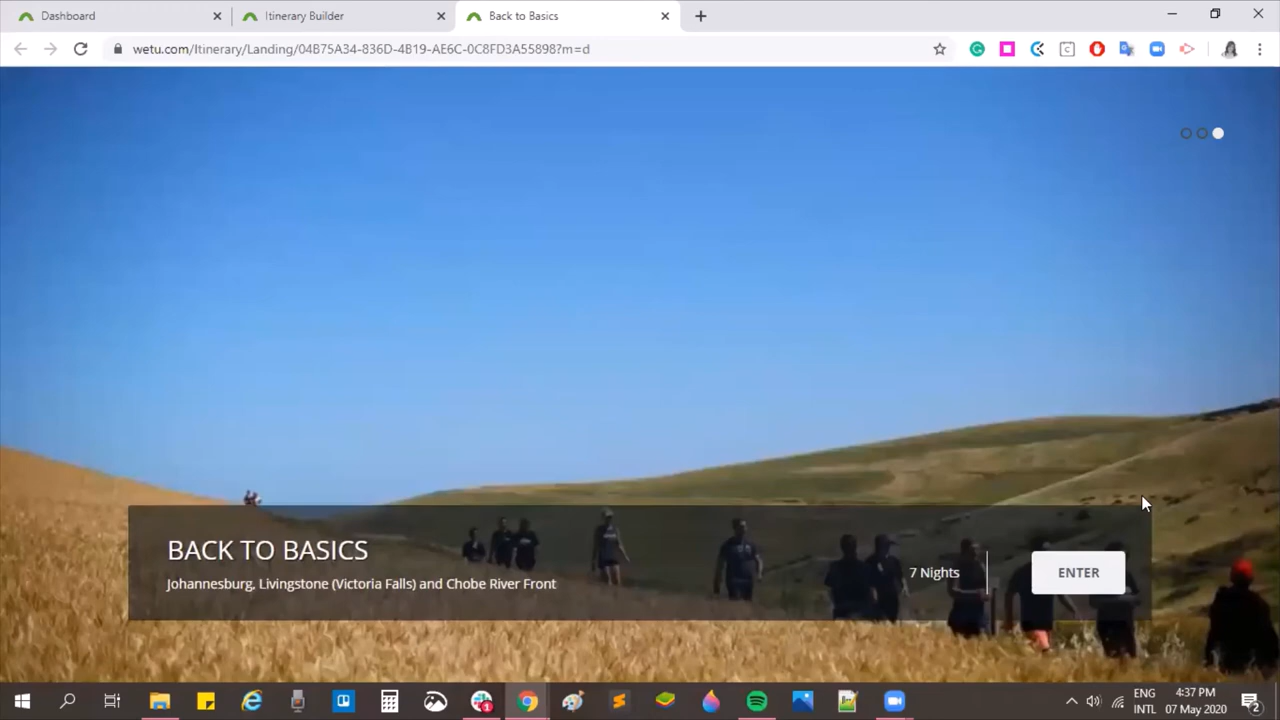 Dashboard
Itinerary Builder
Back to Basics
wetu.com/Itinerary/Landing/04B75A34-836D-4B19-AE6C-0C8FD3A55898?m=d
BACK TO BASICS
Johannesburg, Livingstone (Victoria Falls) and Chobe River Front
7 Nights
ENTER
ENG
INTL
4:37 PM
07 May 2020
2